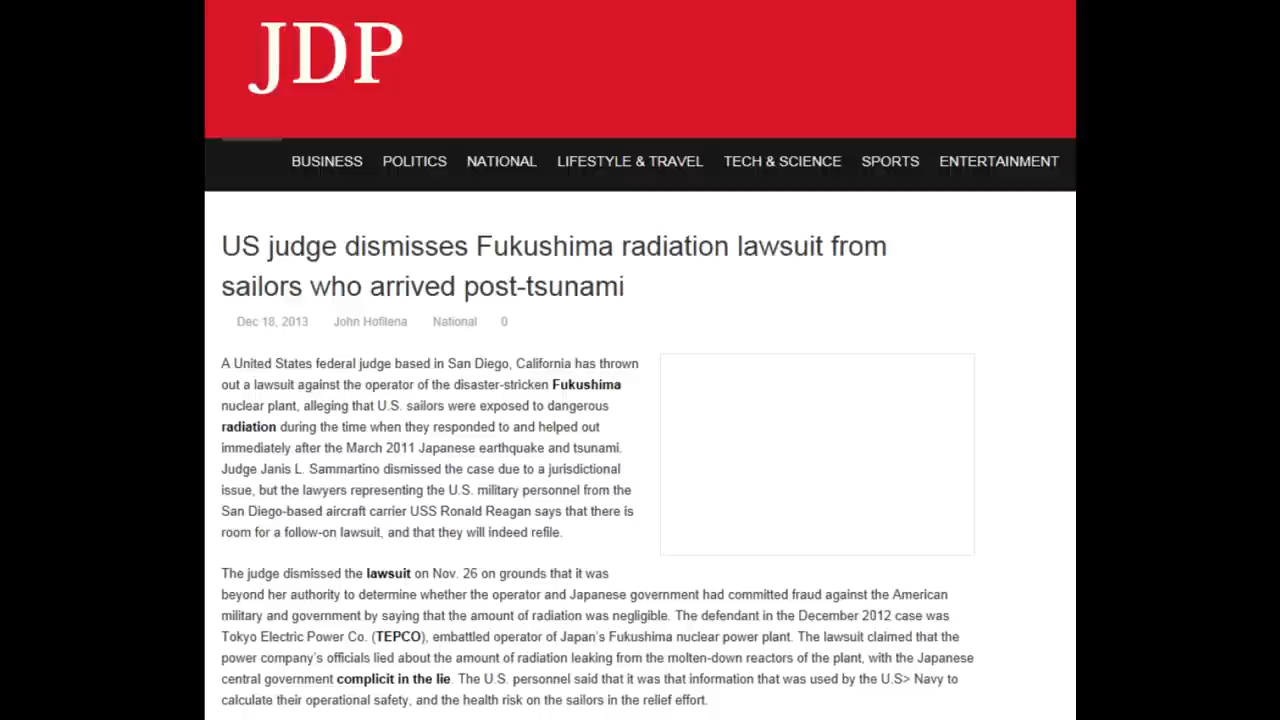 JDP
BUSINESS POLITICS NATIONAL LIFESTYLE & TRAVEL TECH & SCIENCE SPORTS ENTERTAINMENT
US judge dismisses Fukushima radiation lawsuit from
sailors who arrived post-tsunami
Dec 18, 2013 John Hofilena National 0
A United States federal judge based in San Diego, California has thrown
out a lawsuit against the operator of the disaster-stricken Fukushima
nuclear plant, alleging that U.S. sailors were exposed to dangerous
radiation during the time when they responded to and helped out
immediately after the March 2011 Japanese earthquake and tsunami.
Judge Janis L. Sammartino dismissed the case due to a jurisdictional
issue, but the lawyers representing the U.S. military personnel from the
San Diego-based aircraft carrier USS Ronald Reagan says that there is
room for a follow-on lawsuit, and that they will indeed refile.
The judge dismissed the lawsuit on Nov. 26 on grounds that it was
beyond her authority to determine whether the operator and Japanese government had committed fraud against the American
military and government by saying that the amount of radiation was negligible. The defendant in the December 2012 case was
Tokyo Electric Power Co. (TEPCO), embattled operator of Japan's Fukushima nuclear power plant. The lawsuit claimed that the
power company's officials lied about the amount of radiation leaking from the molten-down reactors of the plant, with the Japanese
central government complicit in the lie. The U.S. personnel said that it was that information that was used by the U.S> Navy to
calculate their operational safety, and the health risk on the sailors in the relief effort.